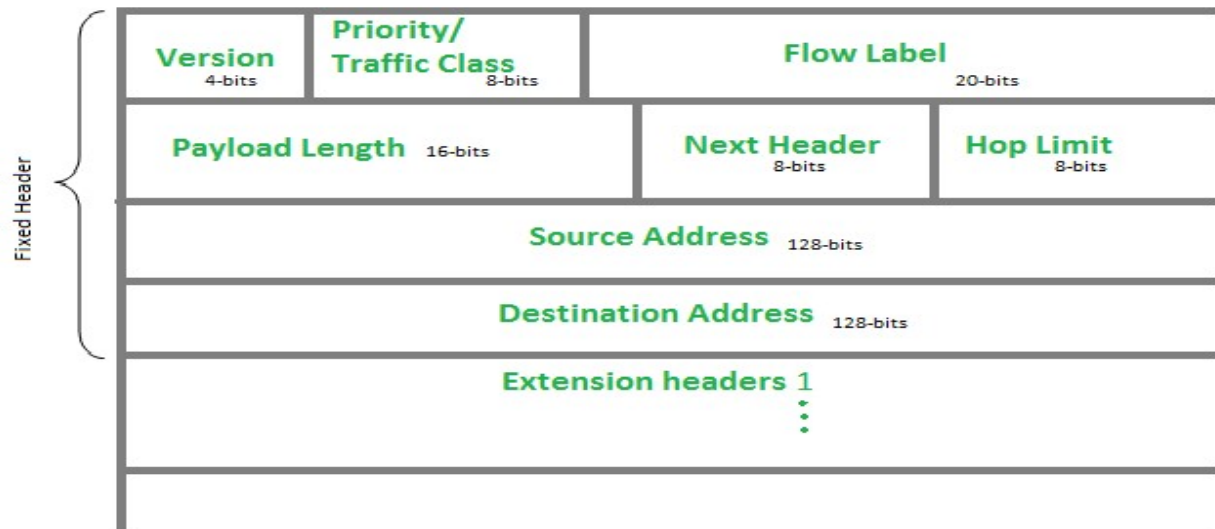 Priority/
Version Traffic Class Flow Label
4-bits 8-bits 20-bits
Payload Length 16-bits Next Header Hop Limit
8-bits 8-bits
Fixed Header
Source Address 128-bits
Destination Address 128-bits
Extension headers 1